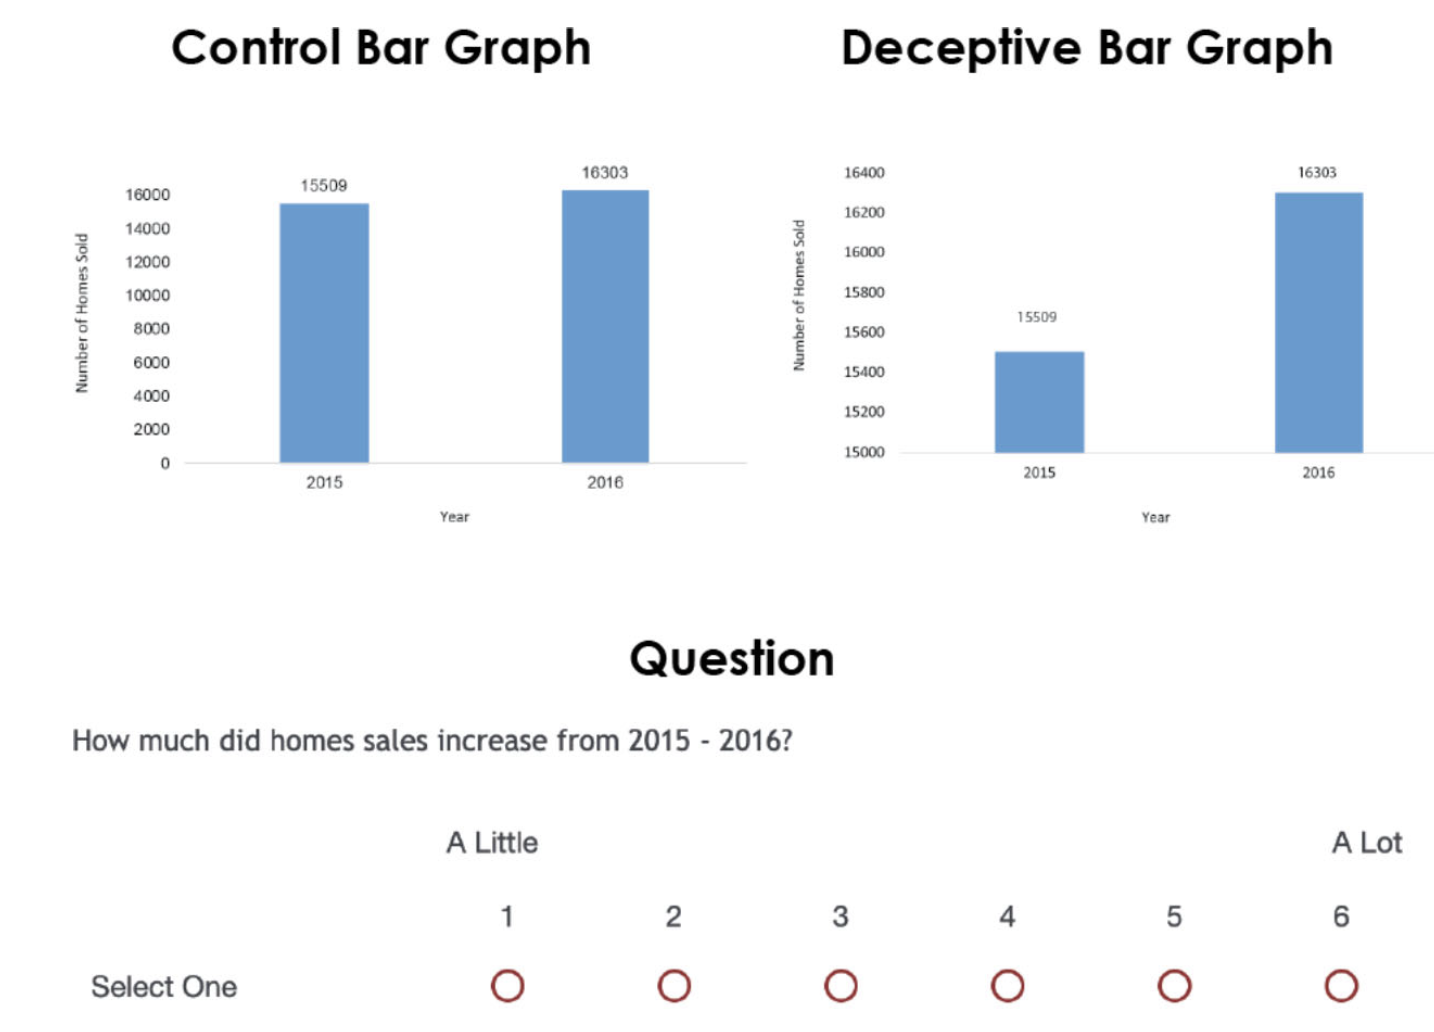 Control Bar Graph
Deceptive Bar Graph
Number of Homes Sold
16000
14000
12000
10000
8000
6000
4000
2000
0
15509
16303
2015
2016
Year
Number of Homes Sold
16400
16200
16000
15800
15600
15400
15200
15000
15509
16303
2015
2016
Year
Question
How much did homes sales increase from 2015 - 2016?
A Little
A Lot
1 2 3 4 5 6
Select One